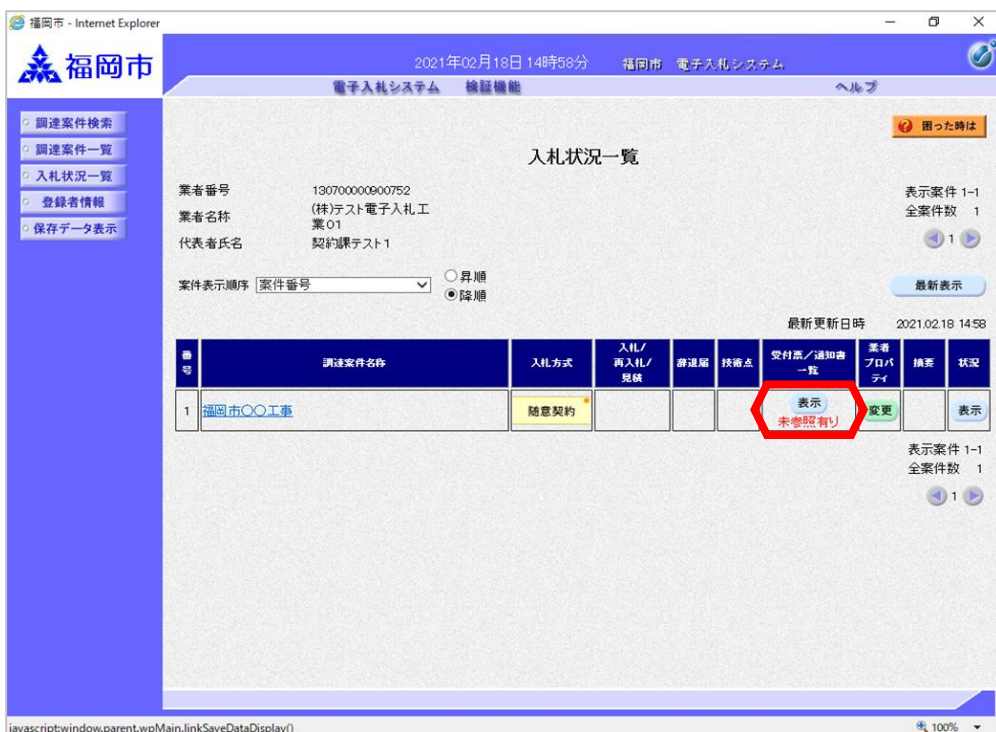 福岡市 - Internet Explorer
福岡市
2021年02月18日 14時58分 福岡市 電子入札システム
電子入札システム 検証機能 ヘルプ
調達案件検索
調達案件一覧
入札状況一覧
登録者情報
保存データ表示
困った時は
入札状況一覧
業者番号 130700000900752
業者名称 (株)テスト電子入札工
業01
代表者氏名 契約課テスト1
表示案件 1-1
全案件数 1
1
案件表示順序 案件番号
昇順
降順
最新表示
最新更新日時 2021.02.18 14:58
番号 調達案件名称 入札方式 入札/再入札/見積 辞退届 技術点 受付票/通知書一覧 業者プロパティ 摘要 状況
1 福岡市〇〇工事 随意契約 表示 変更 表示
未参照有り
表示案件 1-1
全案件数 1
1
javascript:window.parent.wpMain.linkSaveDataDisplay()
100%